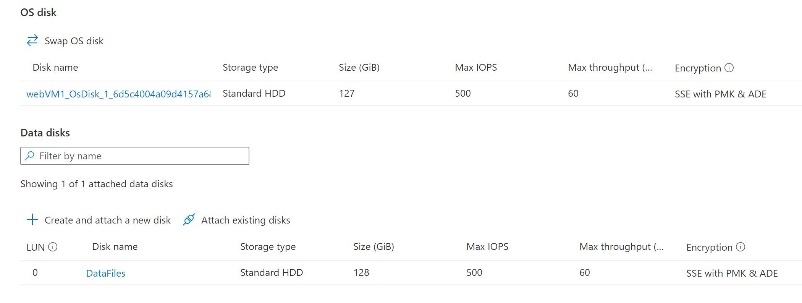 OS disk
Swap OS disk
Disk name Storage type Size (GiB) Max IOPS Max throughput (... Encryption
webVM1_OsDisk_1_6d5c4004a09d4157a6 Standard HDD 127 500 60 SSE with PMK & ADE
Data disks
Filter by name
Showing 1 of 1 attached data disks
Create and attach a new disk Attach existing disks
LUN Disk name Storage type Size (GiB) Max IOPS Max throughput (... Encryption
0 DataFiles Standard HDD 128 500 60 SSE with PMK & ADE